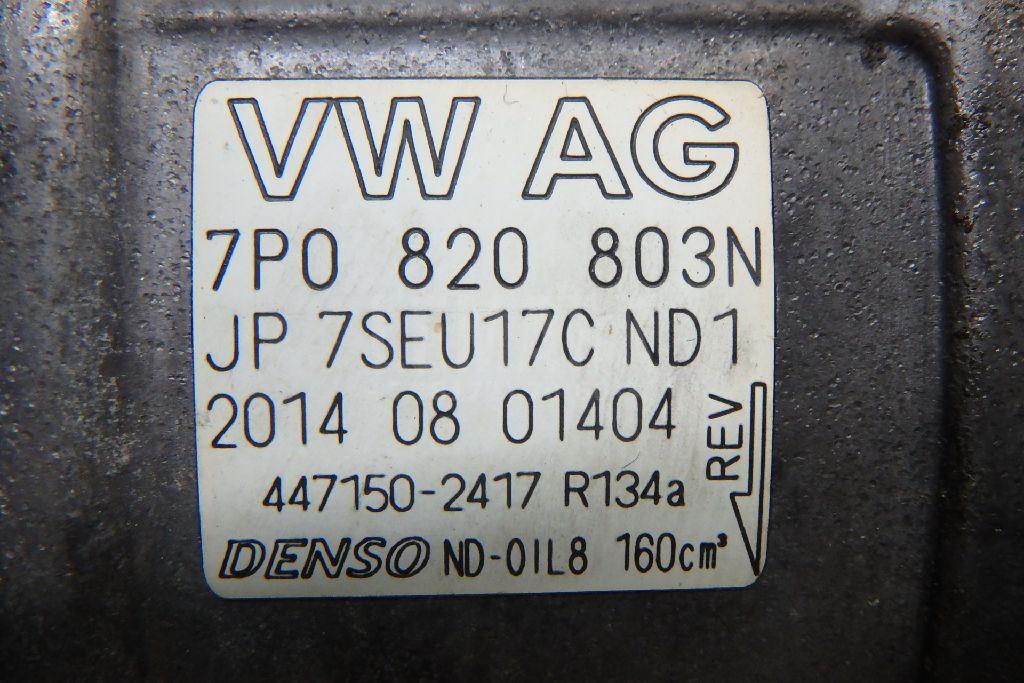 VW AG
7P0 820 803N
JP 7SEU17C ND1
2014 08 01404
REV
447150-2417 R134a
DENSO ND-OIL8 160cm³